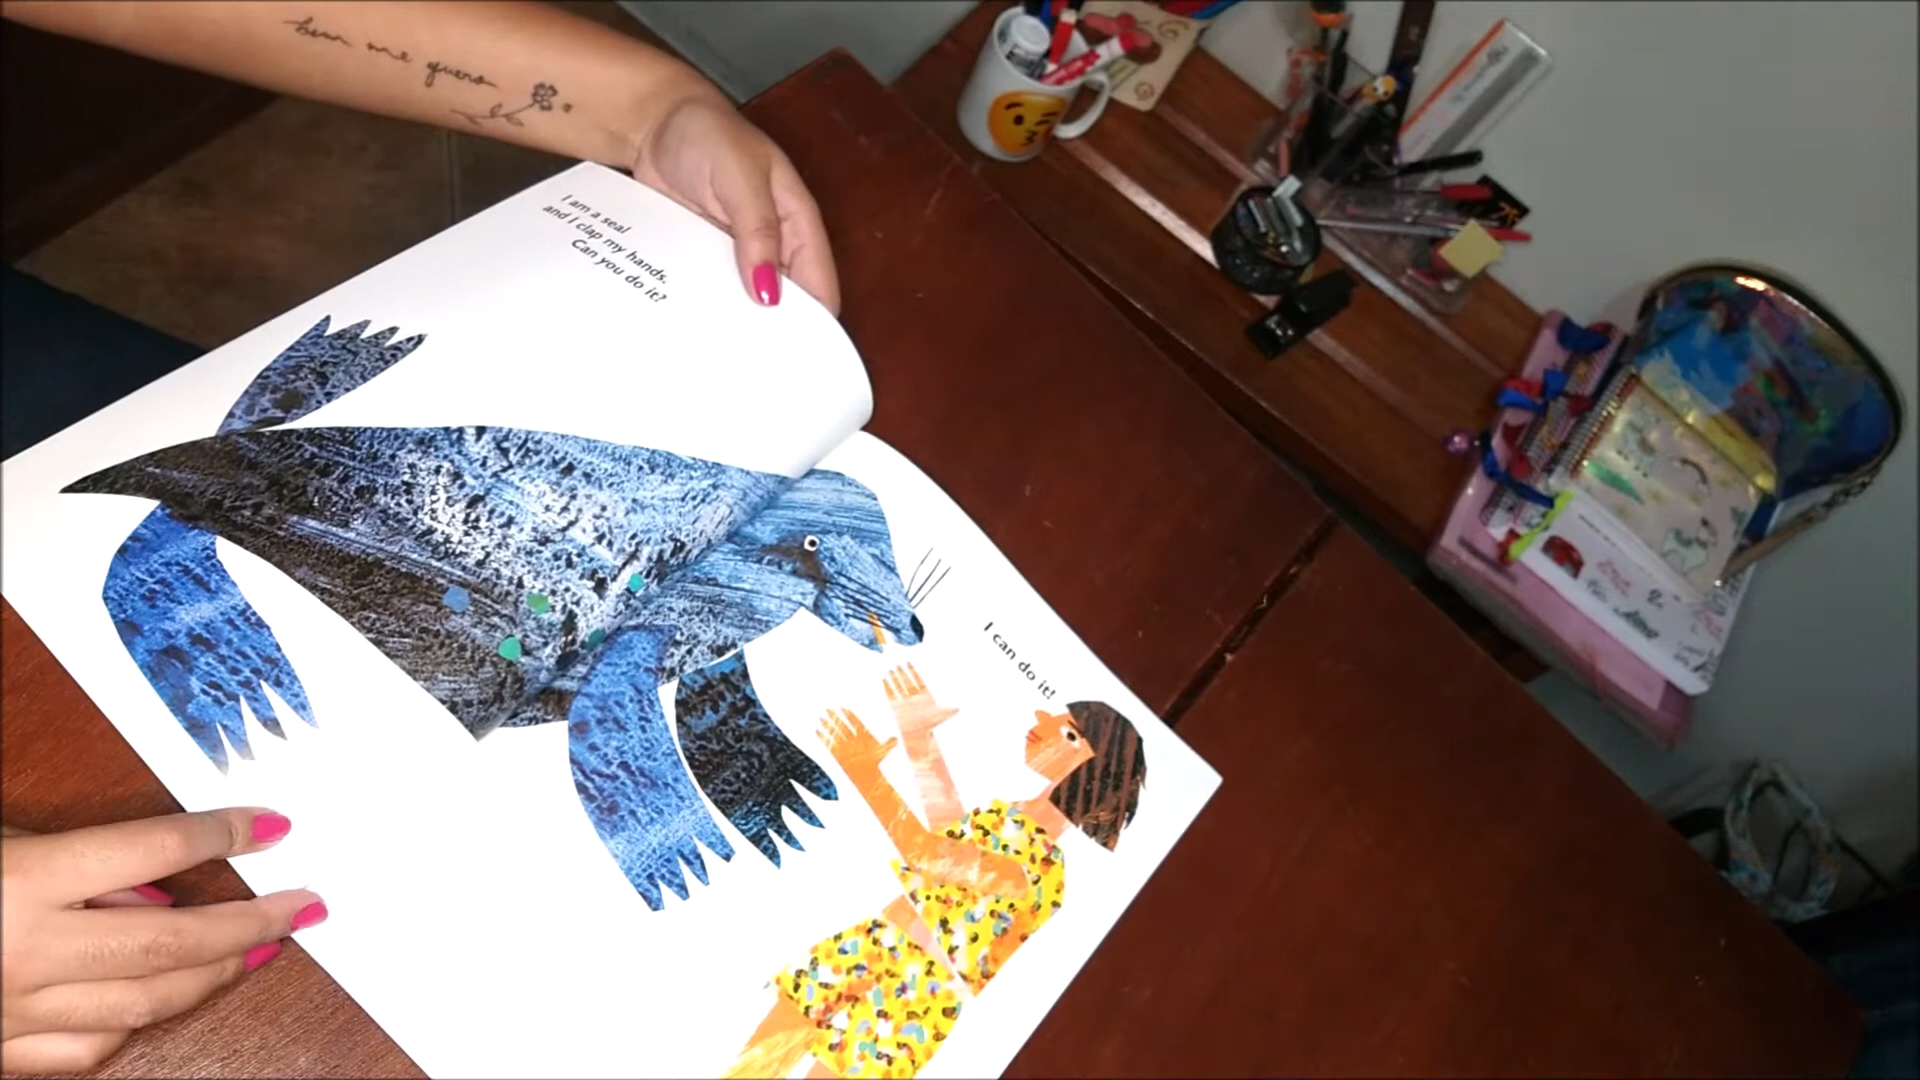 bem me quero
I am a seal
and I clap my hands.
Can you do it?
I can do it!